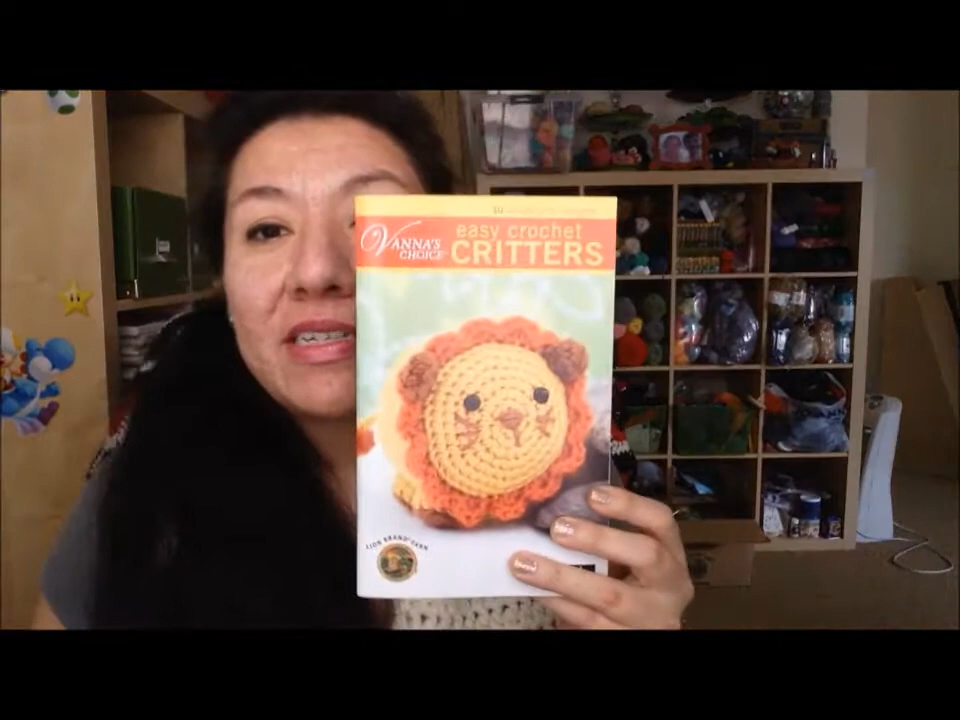 VANNA'S
CHOICE
easy crochet
CRITTERS
LION BRAND® YARN